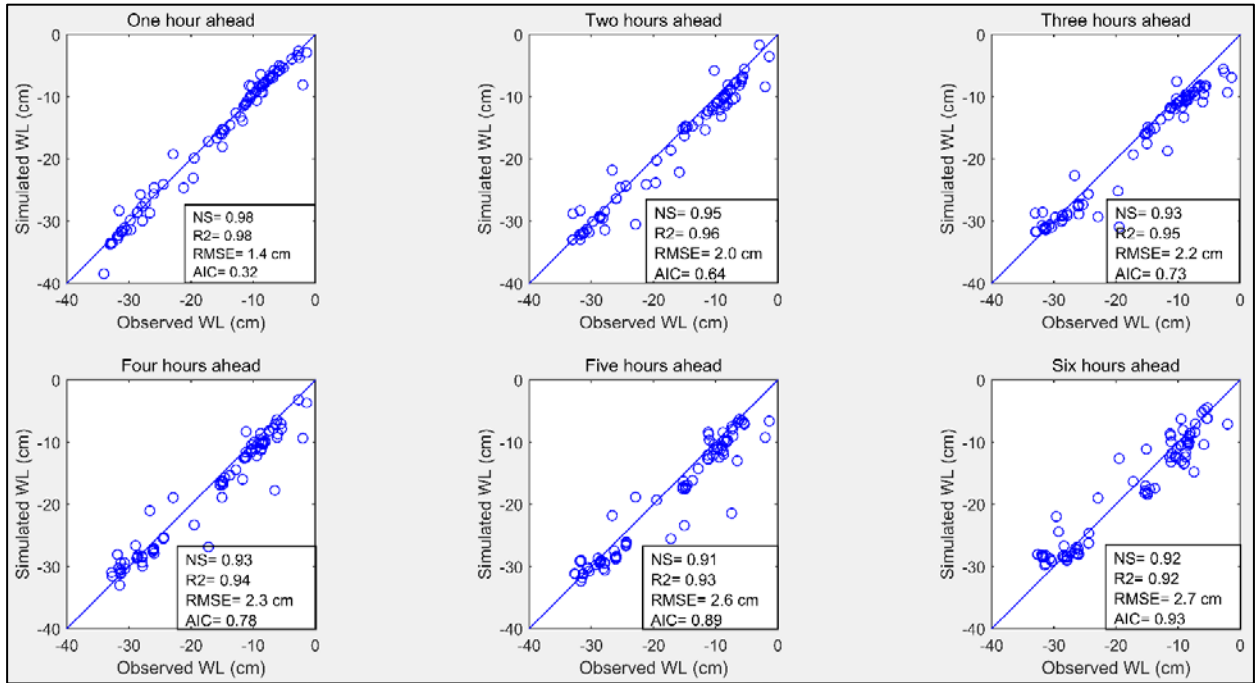 One hour ahead
0
-10
-20
-30
-40
Simulated WL (cm)
NS= 0.98
R2= 0.98
RMSE= 1.4 cm
AIC= 0.32
-40 -30 -20 -10 0
Observed WL (cm)
Two hours ahead
0
-10
-20
-30
-40
Simulated WL (cm)
NS= 0.95
R2= 0.96
RMSE= 2.0 cm
AIC= 0.64
-40 -30 -20 -10 0
Observed WL (cm)
Three hours ahead
0
-10
-20
-30
-40
Simulated WL (cm)
NS= 0.93
R2= 0.95
RMSE= 2.2 cm
AIC= 0.73
-40 -30 -20 -10 0
Observed WL (cm)
Four hours ahead
0
-10
-20
-30
-40
Simulated WL (cm)
NS= 0.93
R2= 0.94
RMSE= 2.3 cm
AIC= 0.78
-40 -30 -20 -10 0
Observed WL (cm)
Five hours ahead
0
-10
-20
-30
-40
Simulated WL (cm)
NS= 0.91
R2= 0.93
RMSE= 2.6 cm
AIC= 0.89
-40 -30 -20 -10 0
Observed WL (cm)
Six hours ahead
0
-10
-20
-30
-40
Simulated WL (cm)
NS= 0.92
R2= 0.92
RMSE= 2.7 cm
AIC= 0.93
-40 -30 -20 -10 0
Observed WL (cm)